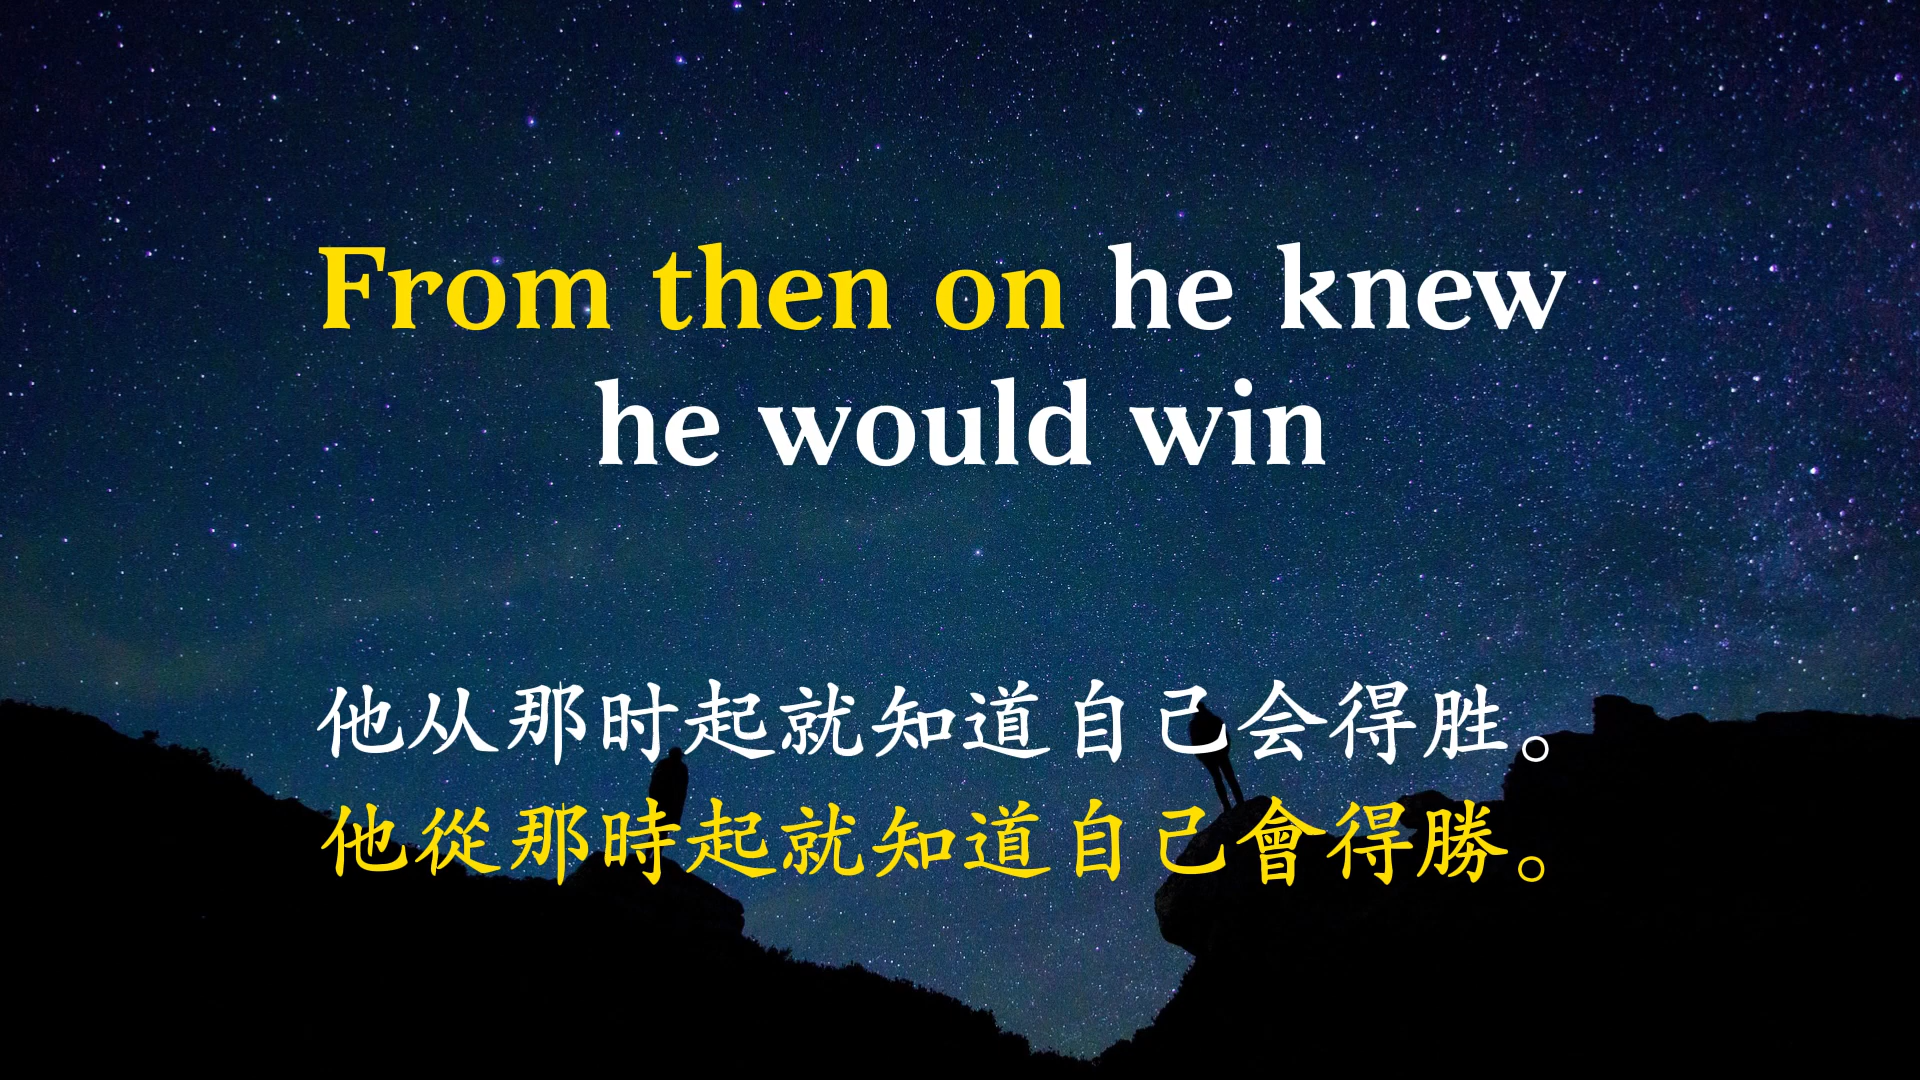 From then on he knew
he would win
他从那时起就知道自己会得胜。
他從那時起就知道自己會得勝。